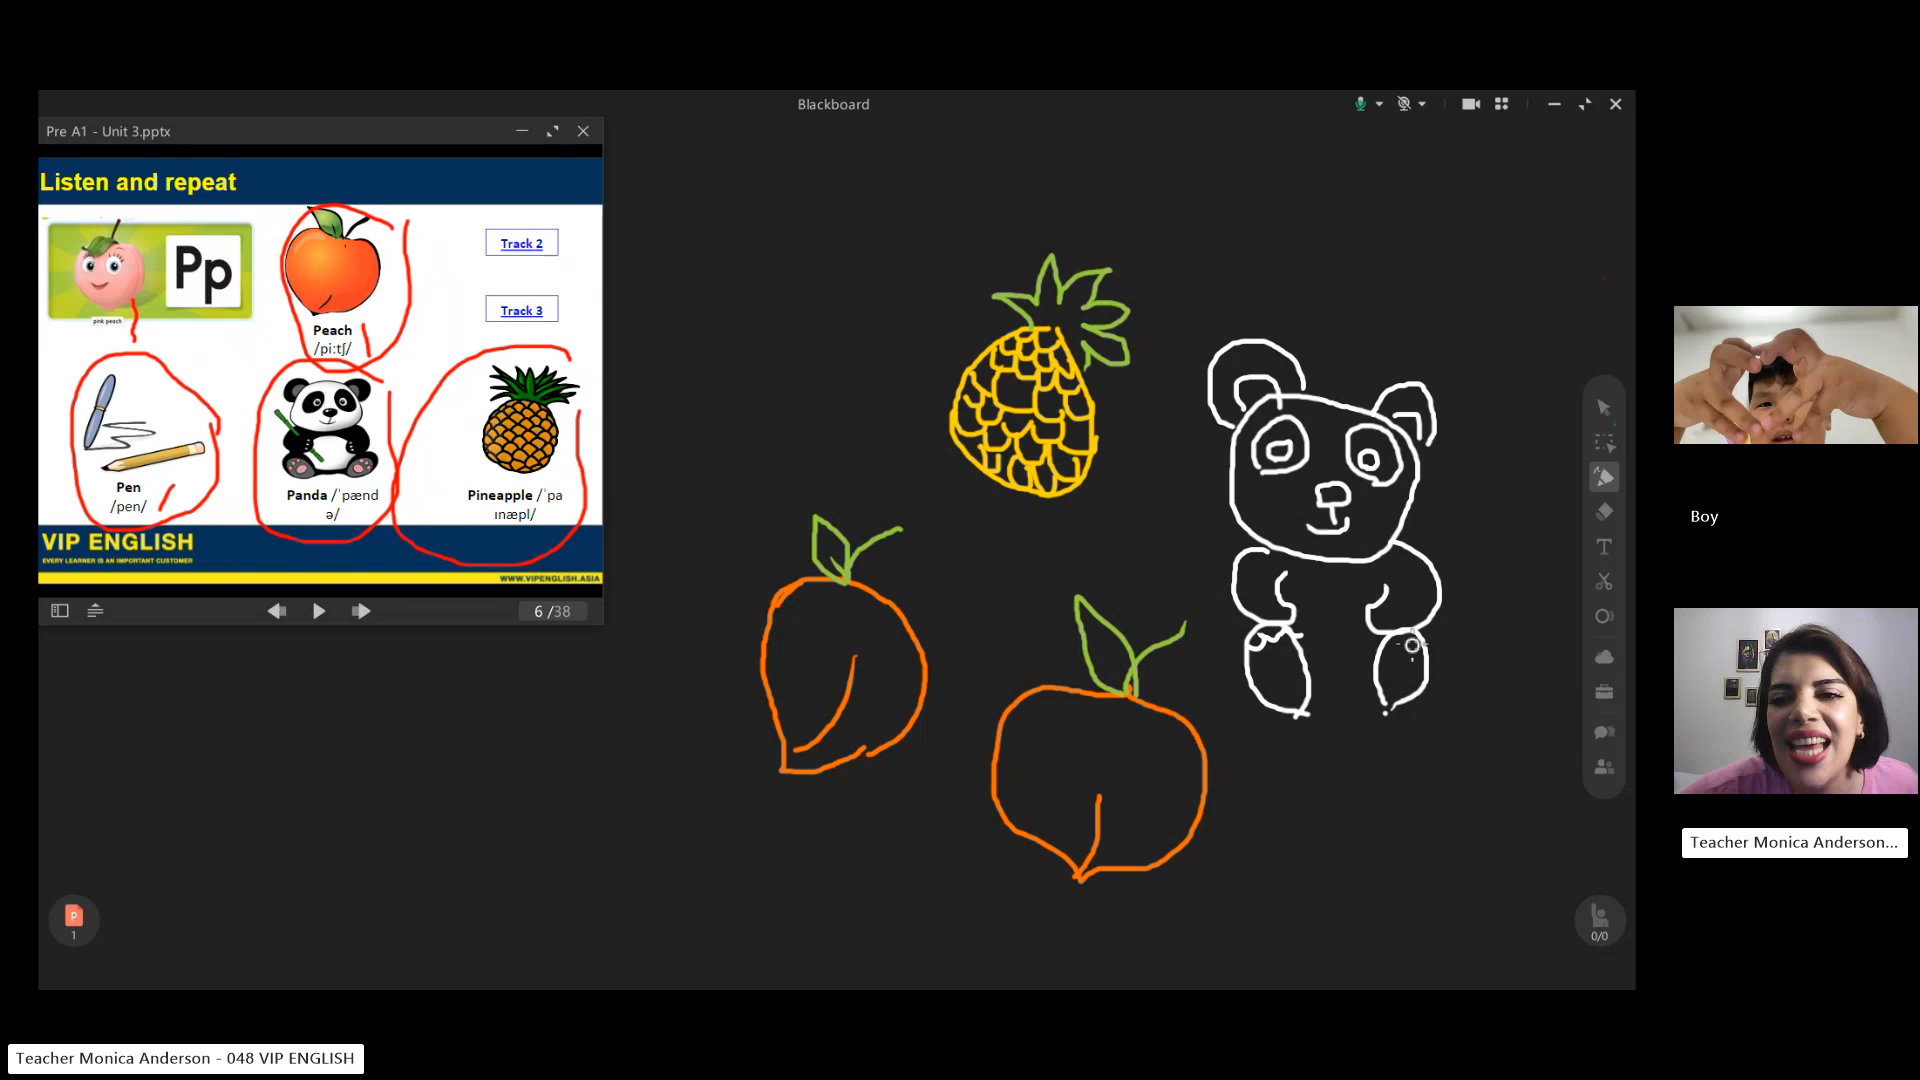 Blackboard
Pre A1 - Unit 3.pptx
Listen and repeat
Pp
pink peach
Peach
/piːtʃ/
Track 2
Track 3
Pen
/pen/
Panda /ˈpænd
ə/
Pineapple /ˈpa
ɪnæpl/
VIP ENGLISH
EVERY LEARNER IS AN IMPORTANT CUSTOMER
WWW.VIPENGLISH.ASIA
6 /38
Boy
Teacher Monica Anderson...
P
1
0/0
Teacher Monica Anderson - 048 VIP ENGLISH